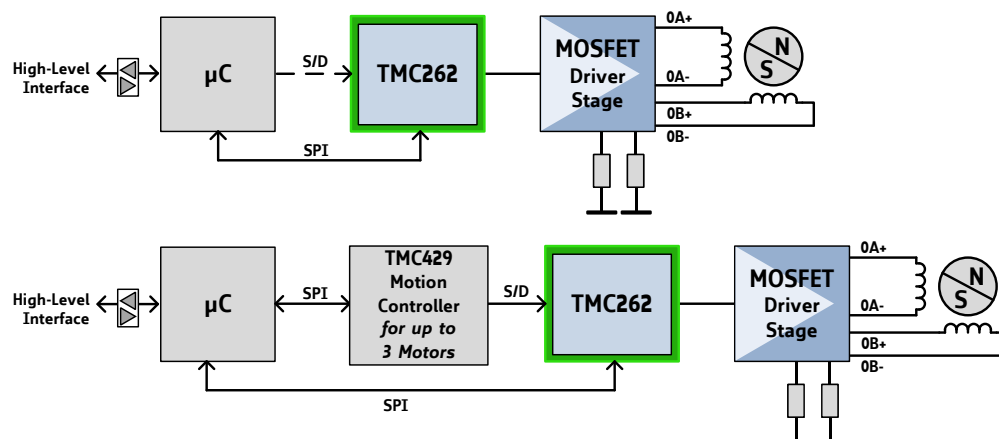 High-Level
Interface
µC
S/D
TMC262
SPI
MOSFET
Driver
Stage
0A+
0A-
0B+
0B-
N
S
High-Level
Interface
µC
SPI
TMC429
Motion
Controller
for up to
3 Motors
S/D
TMC262
SPI
MOSFET
Driver
Stage
0A+
0A-
0B+
0B-
N
S